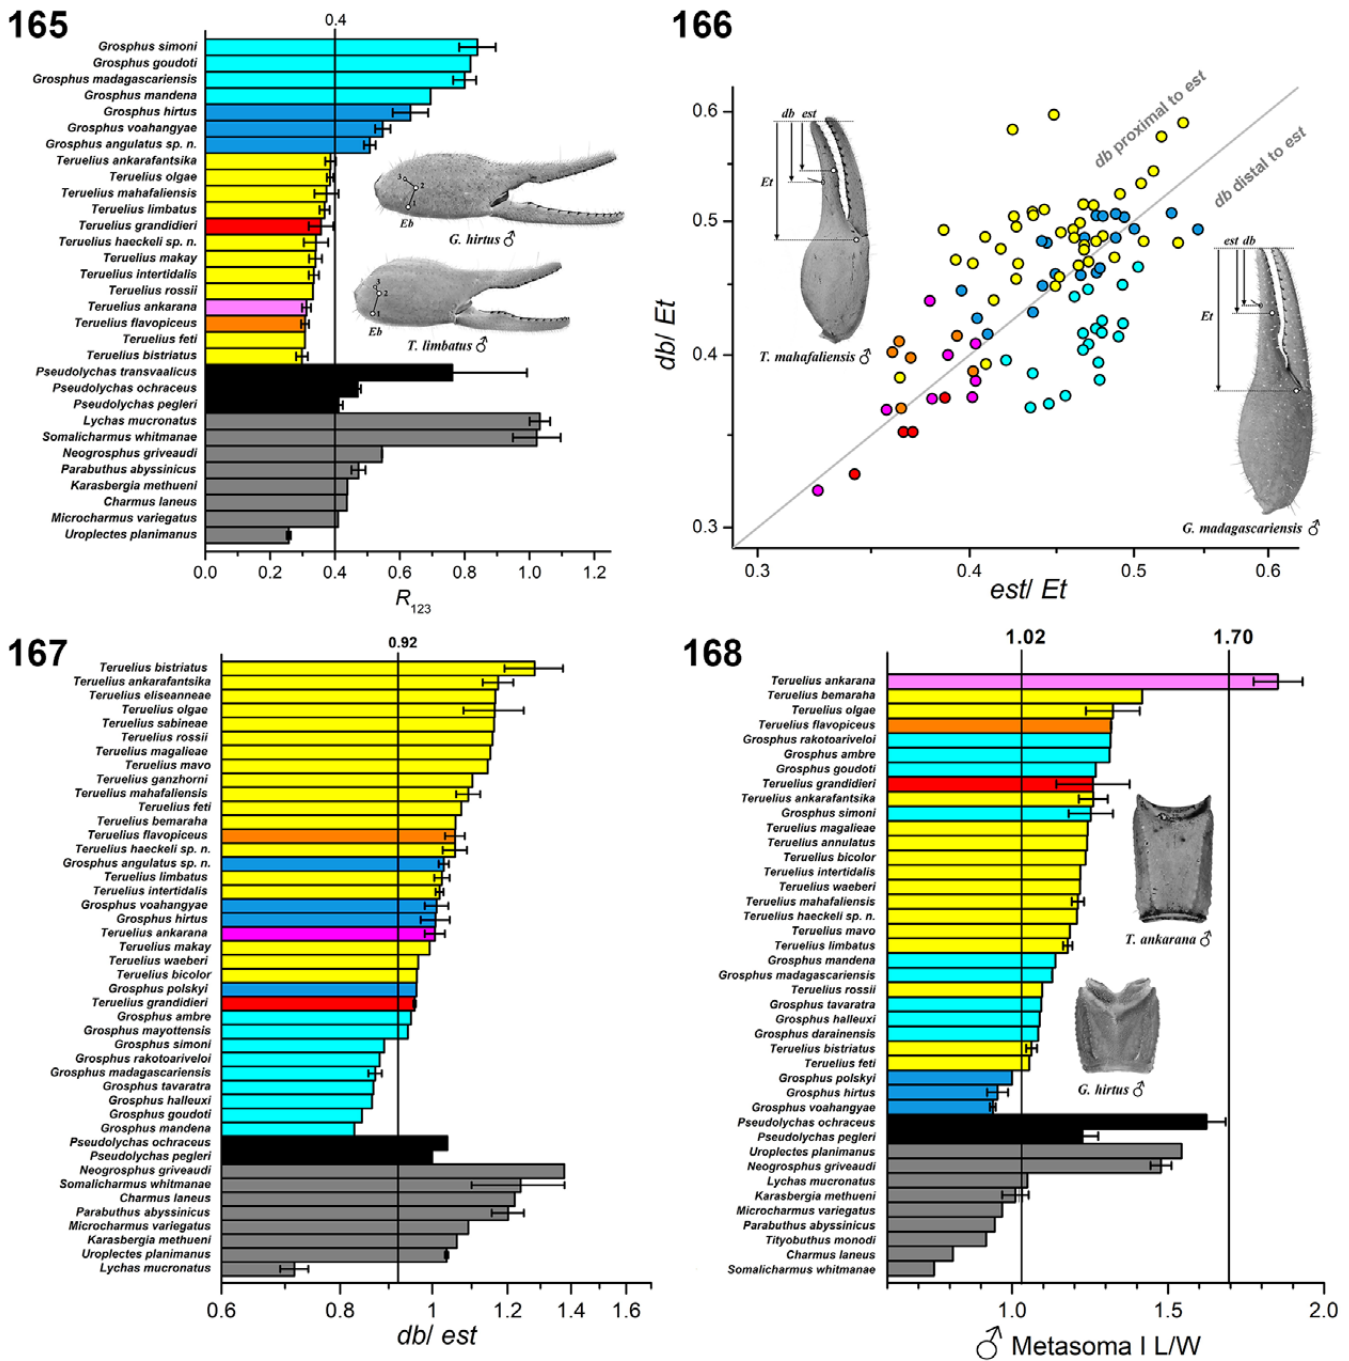 165
0.4
Grosphus simoni
Grosphus goudoti
Grosphus madagascariensis
Grosphus mandena
Grosphus hirtus
Grosphus voahangyae
Grosphus angulatus sp. n.
Teruelius ankarafantsika
Teruelius olgae
Teruelius mahafaliensis
Teruelius limbatus
Teruelius grandidieri
Teruelius haeckeli sp. n.
Teruelius makay
Teruelius intertidalis
Teruelius rossii
Teruelius ankarana
Teruelius flavopiceus
Teruelius feti
Teruelius bistriatus
Pseudolychas transvaalicus
Pseudolychas ochraceus
Pseudolychas pegleri
Lychas mucronatus
Somalicharmus whitmanae
Neogrosphus griveaudi
Parabuthus abyssinicus
Karasbergia methueni
Charmus laneus
Microcharmus variegatus
Uroplectes planimanus
0.0 0.2 0.4 0.6 0.8 1.0 1.2
R123
3 2 1
Eb
G. hirtus ♂
3 2 1
Eb
T. limbatus ♂
166
0.6
0.5
0.4
0.3
db/ Et
0.3 0.4 0.5 0.6
est/ Et
db proximal to est
db distal to est
db est
Et
T. mahafaliensis ♂
est db
Et
G. madagascariensis ♂
167
0.92
Teruelius bistriatus
Teruelius ankarafantsika
Teruelius eliseanneae
Teruelius olgae
Teruelius sabineae
Teruelius rossii
Teruelius magalieae
Teruelius mavo
Teruelius ganzhorni
Teruelius mahafaliensis
Teruelius feti
Teruelius bemaraha
Teruelius flavopiceus
Teruelius haeckeli sp. n.
Grosphus angulatus sp. n.
Teruelius limbatus
Teruelius intertidalis
Grosphus voahangyae
Grosphus hirtus
Teruelius ankarana
Teruelius makay
Teruelius waeberi
Teruelius bicolor
Grosphus polskyi
Teruelius grandidieri
Grosphus ambre
Grosphus mayottensis
Grosphus simoni
Grosphus rakotoariveloi
Grosphus madagascariensis
Grosphus tavaratra
Grosphus halleuxi
Grosphus goudoti
Grosphus mandena
Pseudolychas ochraceus
Pseudolychas pegleri
Neogrosphus griveaudi
Somalicharmus whitmanae
Charmus laneus
Parabuthus abyssinicus
Microcharmus variegatus
Karasbergia methueni
Uroplectes planimanus
Lychas mucronatus
0.6 0.8 1 1.2 1.4 1.6
db/ est
168
1.02 1.70
Teruelius ankarana
Teruelius bemaraha
Teruelius olgae
Teruelius flavopiceus
Grosphus rakotoariveloi
Grosphus ambre
Grosphus goudoti
Teruelius grandidieri
Teruelius ankarafantsika
Grosphus simoni
Teruelius magalieae
Teruelius annulatus
Teruelius bicolor
Teruelius intertidalis
Teruelius waeberi
Teruelius mahafaliensis
Teruelius haeckeli sp. n.
Teruelius mavo
Teruelius limbatus
Grosphus mandena
Grosphus madagascariensis
Teruelius rossii
Grosphus tavaratra
Grosphus halleuxi
Grosphus darainensis
Teruelius bistriatus
Teruelius feti
Grosphus polskyi
Grosphus hirtus
Grosphus voahangyae
Pseudolychas ochraceus
Pseudolychas pegleri
Uroplectes planimanus
Neogrosphus griveaudi
Lychas mucronatus
Karasbergia methueni
Microcharmus variegatus
Parabuthus abyssinicus
Tityobuthus monodi
Charmus laneus
Somalicharmus whitmanae
1.0 1.5 2.0
♂ Metasoma I L/W
T. ankarana ♂
G. hirtus ♂